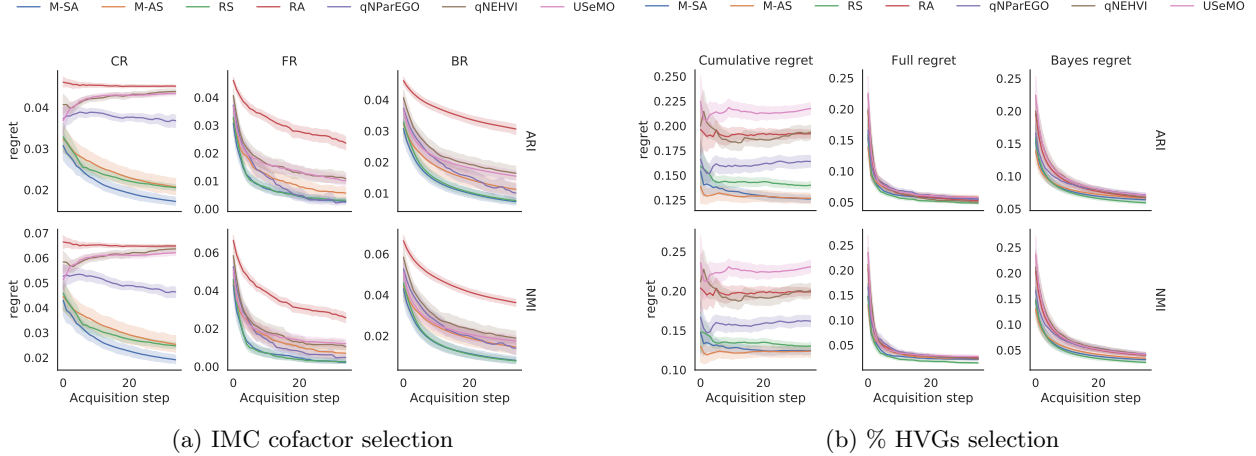 M-SA M-AS RS RA qNParEGO qNEHVI USeMO
CR FR BR
0.04 0.03 0.02
regret
0.04 0.03 0.02 0.01 0.00
0.04 0.03 0.02 0.01
ARI
0.07 0.06 0.05 0.04 0.03 0.02
regret
0.06 0.04 0.02 0.00
0.06 0.04 0.02
NMI
0 20 0 20 0 20
Acquisition step Acquisition step Acquisition step
(a) IMC cofactor selection
M-SA M-AS RS RA qNParEGO qNEHVI USeMO
Cumulative regret Full regret Bayes regret
0.250 0.225 0.200 0.175 0.150 0.125
regret
0.25 0.20 0.15 0.10 0.05
0.25 0.20 0.15 0.10 0.05
ARI
0.25 0.20 0.15 0.10
regret
0.25 0.20 0.15 0.10 0.05
0.25 0.20 0.15 0.10 0.05
NMI
0 20 0 20 0 20
Acquisition step Acquisition step Acquisition step
(b) % HVGs selection